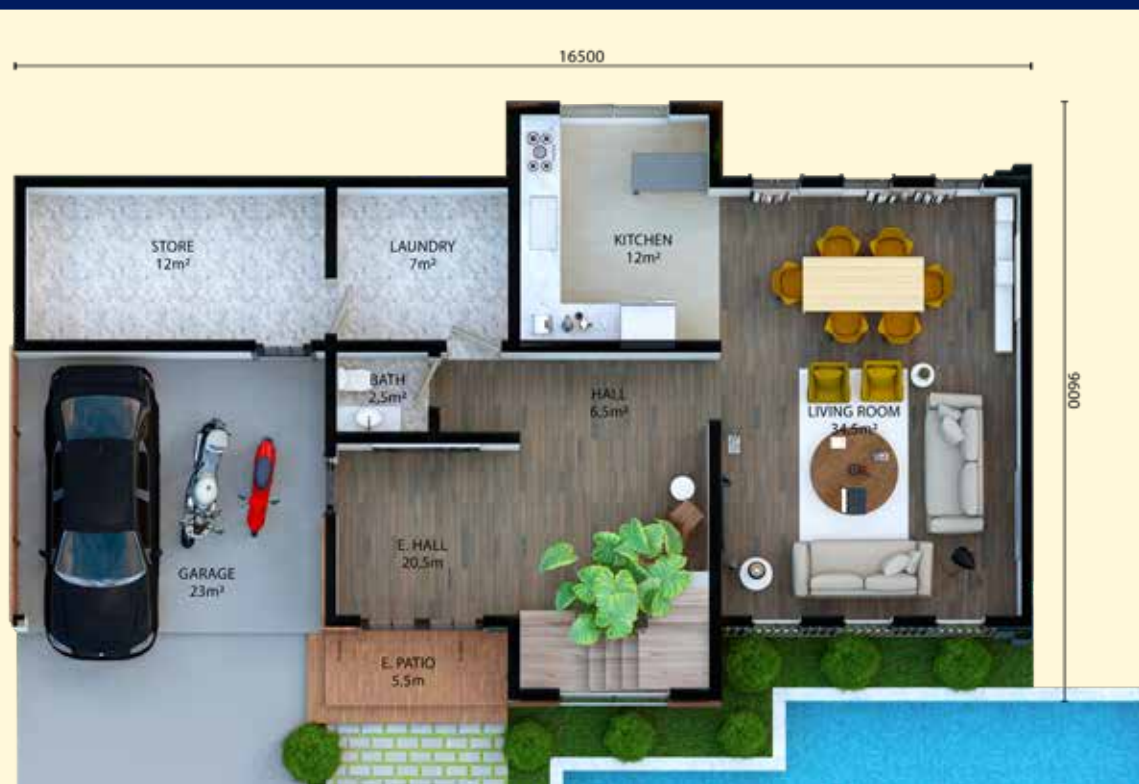 16500
STORE
12m²
LAUNDRY
7m²
KITCHEN
12m²
9600
BATH
2,5m²
HALL
6,5m²
LIVING ROOM
34,5m²
E. HALL
20,5m
GARAGE
23m²
E. PATIO
5,5m